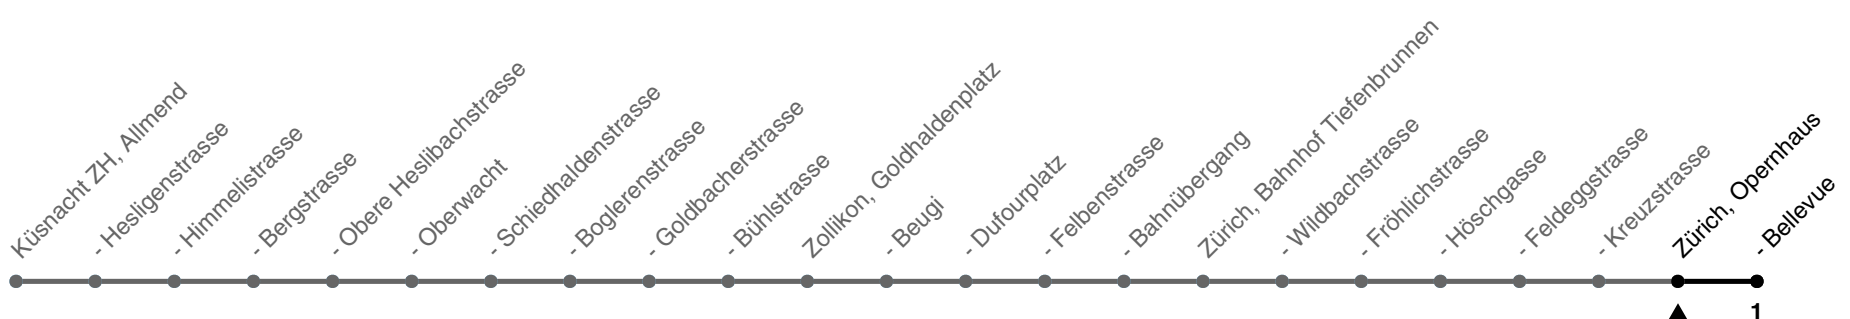 Küsnacht ZH, Allmend
- Hesligenstrasse
- Himmelistrasse
- Bergstrasse
- Obere Heslibachstrasse
- Oberwacht
- Schiedhaldenstrasse
- Boglerenstrasse
- Goldbacherstrasse
- Bühlstrasse
Zollikon, Goldhaldenplatz
- Beugi
- Dufourplatz
- Felbenstrasse
- Bahnübergang
Zürich, Bahnhof Tiefenbrunnen
- Wildbachstrasse
- Fröhlichstrasse
- Höschgasse
- Feldeggstrasse
- Kreuzstrasse
Zürich, Opernhaus
- Bellevue
1